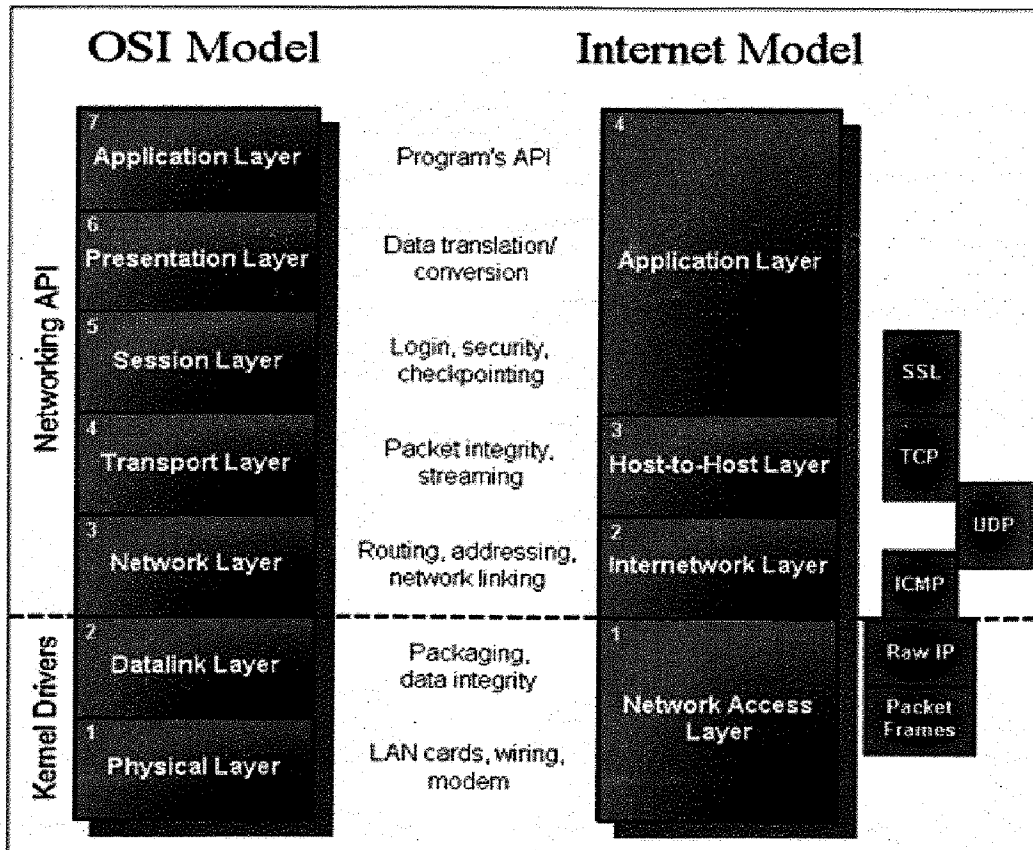 OSI Model
Internet Model
Networking API
Kernel Drivers
7
Application Layer
6
Presentation Layer
5
Session Layer
4
Transport Layer
3
Network Layer
2
Datalink Layer
1
Physical Layer
Program's API
Data translation/
conversion
Login, security,
checkpointing
Packet integrity,
streaming
Routing, addressing,
network linking
Packaging,
data integrity
LAN cards, wiring,
modem
4
Application Layer
3
Host-to-Host Layer
2
Internetwork Layer
1
Network Access
Layer
SSL
TCP
UDP
ICMP
Raw IP
Packet
Frames